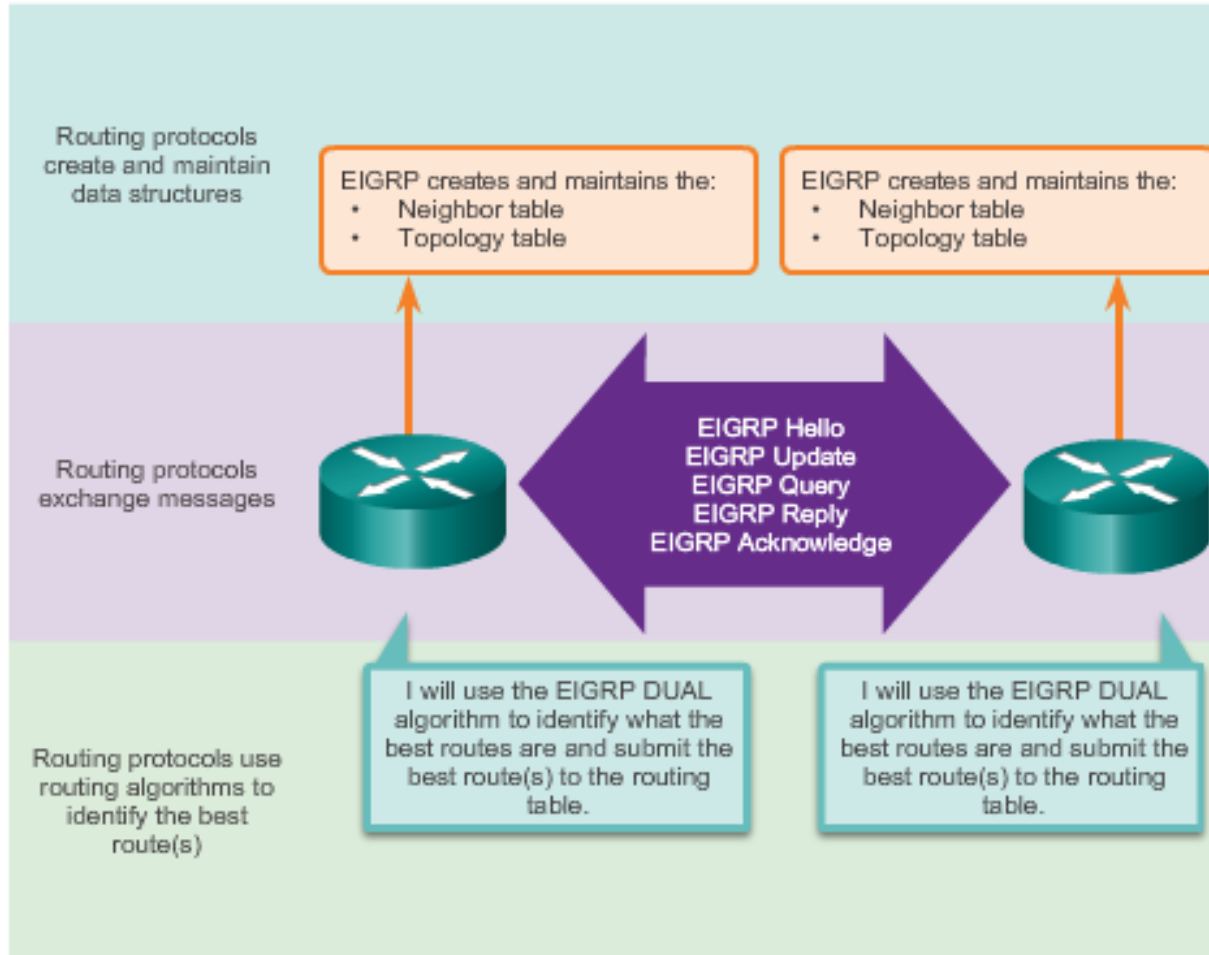 Routing protocols
create and maintain
data structures
EIGRP creates and maintains the:
• Neighbor table
• Topology table
EIGRP creates and maintains the:
• Neighbor table
• Topology table
Routing protocols
exchange messages
EIGRP Hello
EIGRP Update
EIGRP Query
EIGRP Reply
EIGRP Acknowledge
Routing protocols use
routing algorithms to
identify the best
route(s)
I will use the EIGRP DUAL
algorithm to identify what the
best routes are and submit the
best route(s) to the routing
table.
I will use the EIGRP DUAL
algorithm to identify what the
best routes are and submit the
best route(s) to the routing
table.